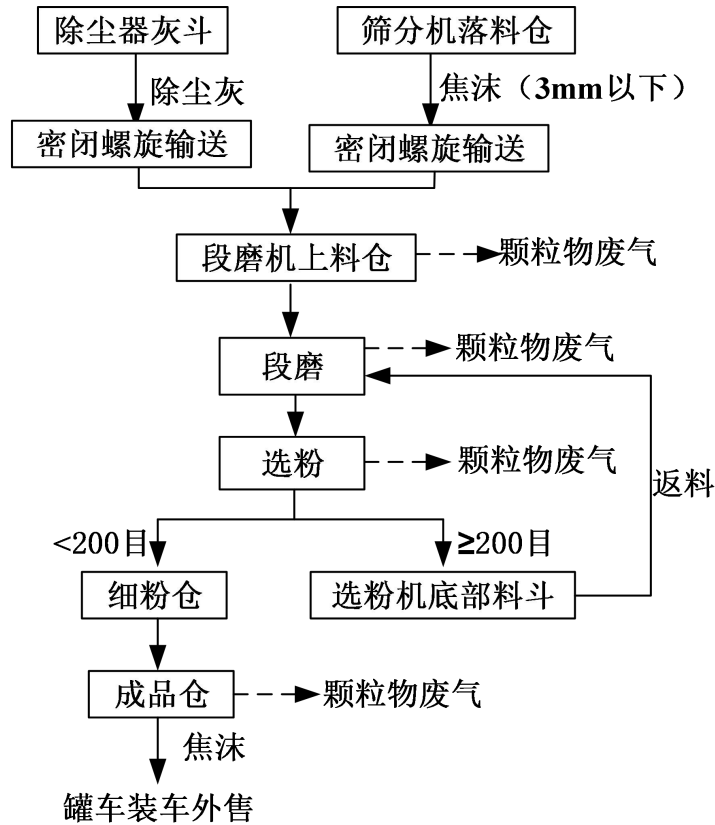 除尘器灰斗
筛分机落料仓
除尘灰
焦沫（3mm以下）
密闭螺旋输送
密闭螺旋输送
段磨机上料仓
颗粒物废气
段磨
颗粒物废气
选粉
颗粒物废气
返料
<200目
≥200目
细粉仓
选粉机底部料斗
成品仓
颗粒物废气
焦沫
罐车装车外售